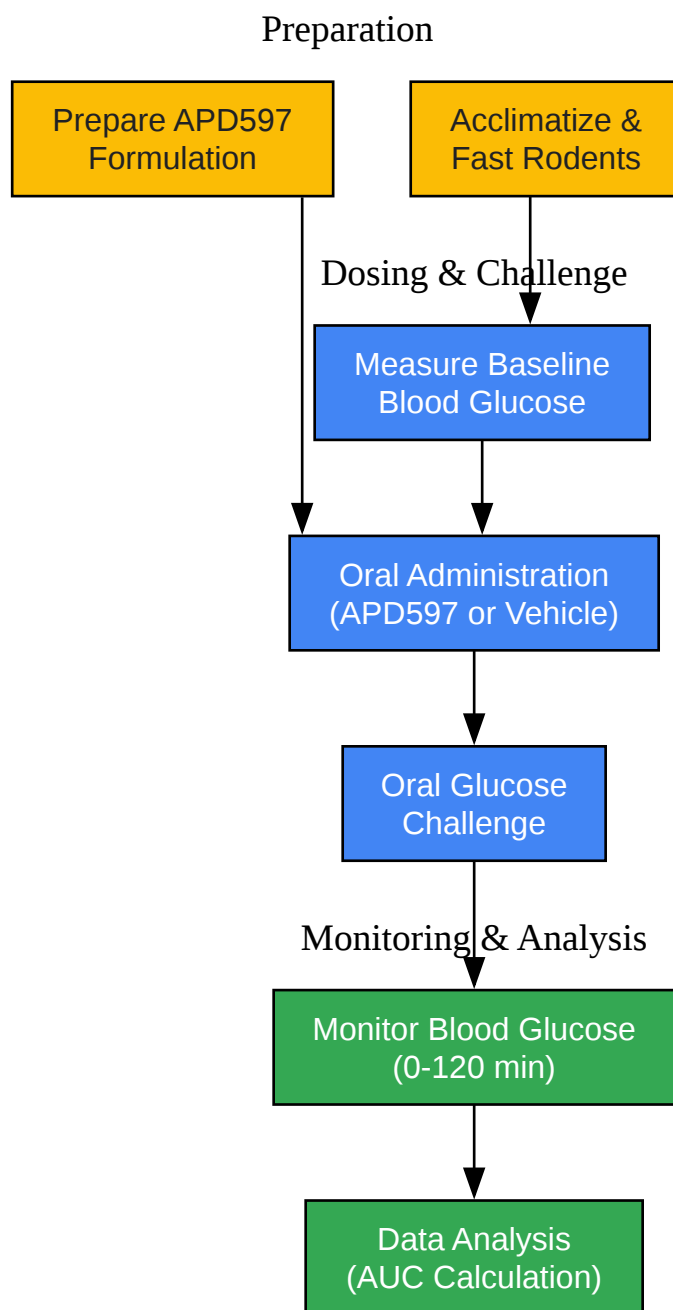 Preparation
Prepare APD597
Formulation
Acclimatize &
Fast Rodents
Dosing & Challenge
Measure Baseline
Blood Glucose
Oral Administration
(APD597 or Vehicle)
Oral Glucose
Challenge
Monitoring & Analysis
Monitor Blood Glucose
(0-120 min)
Data Analysis
(AUC Calculation)